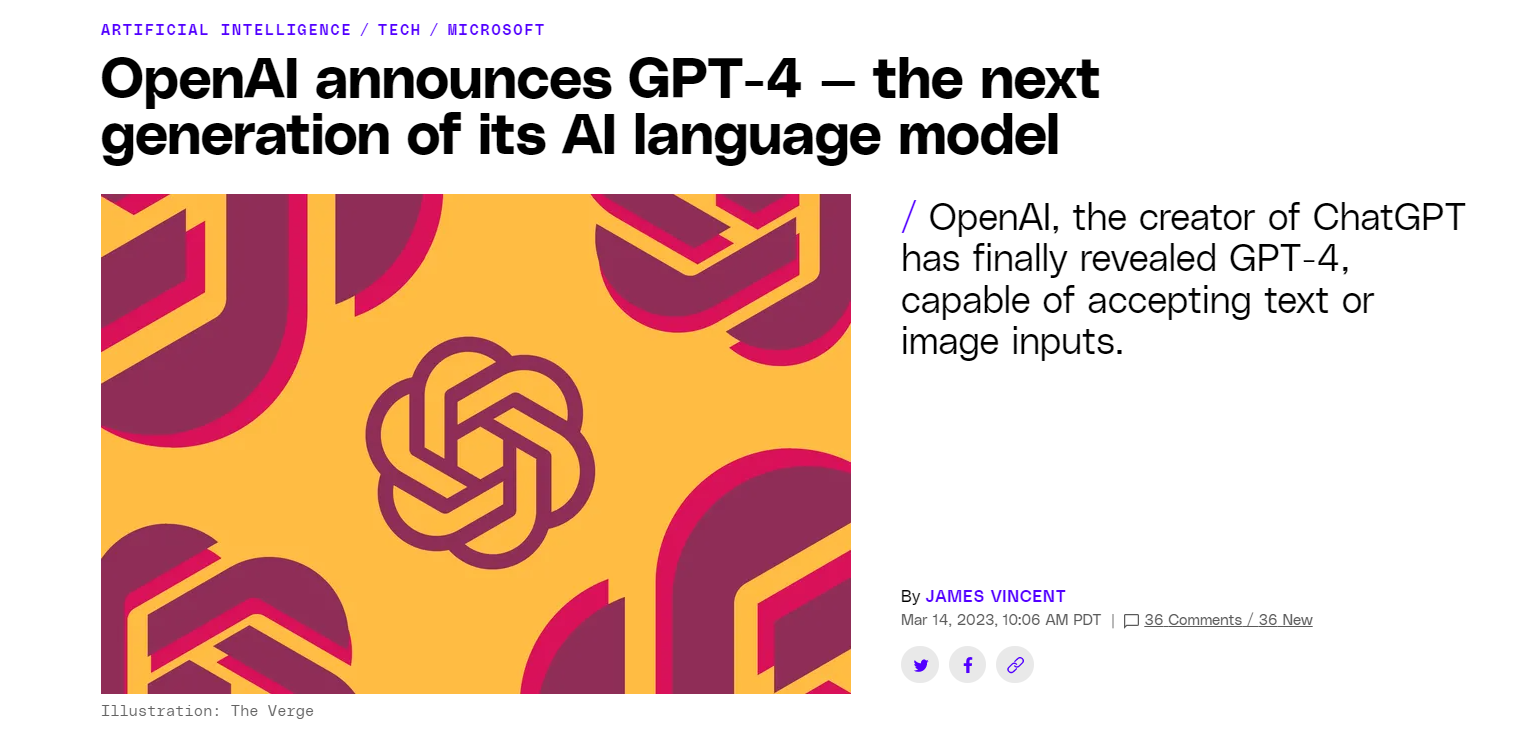 ARTIFICIAL INTELLIGENCE / TECH / MICROSOFT
OpenAI announces GPT-4 — the next
generation of its AI language model
/ OpenAI, the creator of ChatGPT
has finally revealed GPT-4,
capable of accepting text or
image inputs.
By JAMES VINCENT
Mar 14, 2023, 10:06 AM PDT | 36 Comments / 36 New
Illustration: The Verge